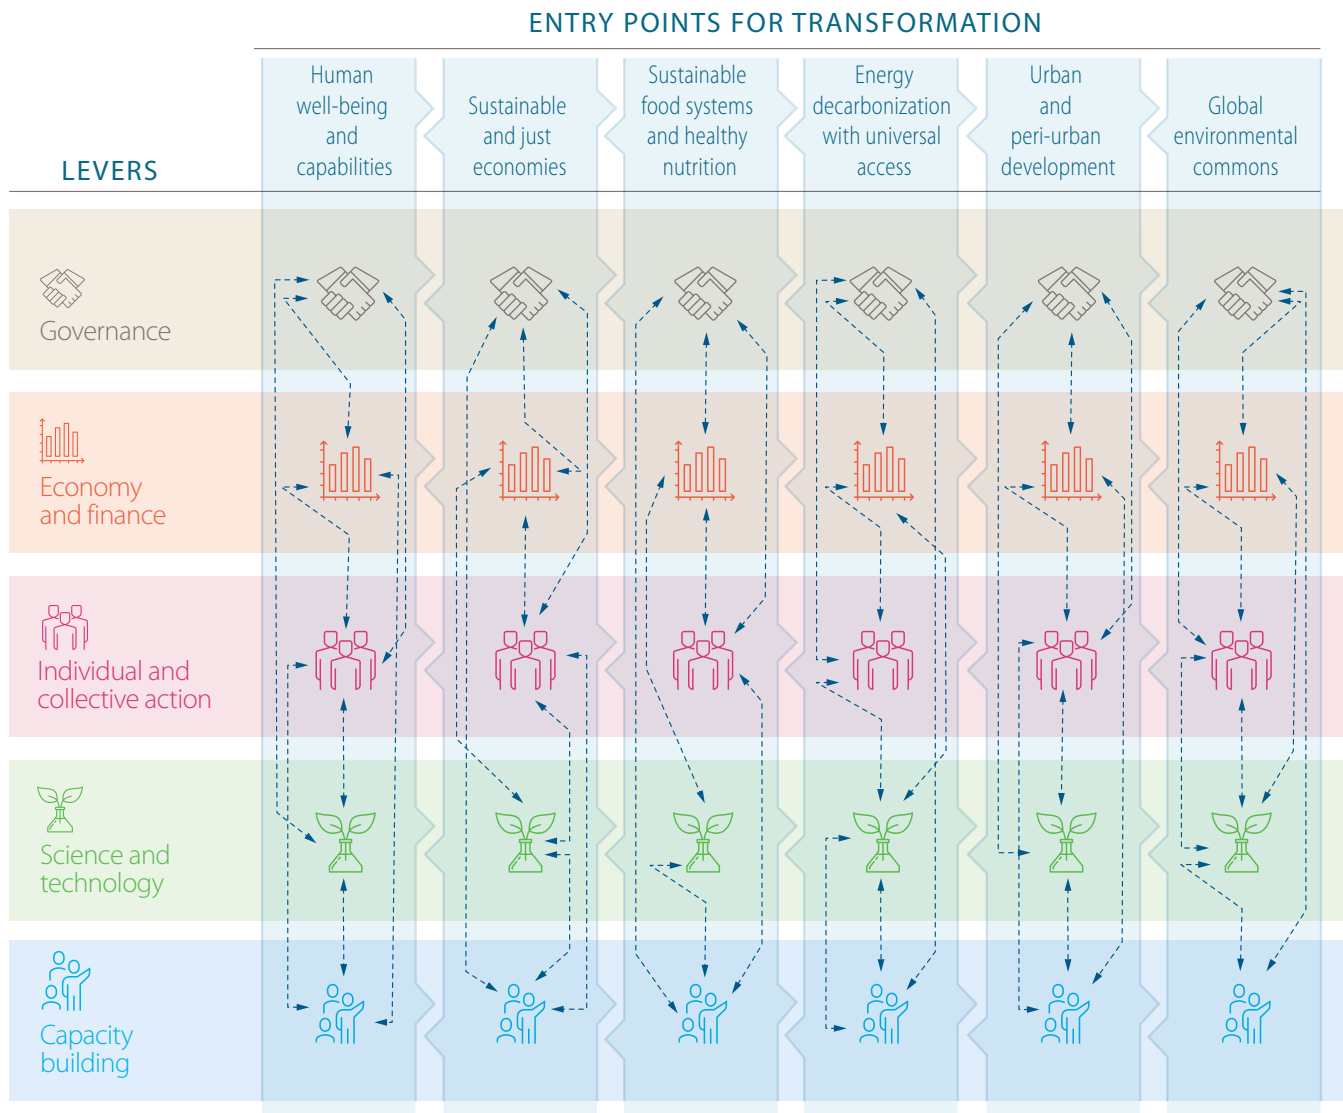 ENTRY POINTS FOR TRANSFORMATION
LEVERS
Human
well-being
and
capabilities
Sustainable
and just
economies
Sustainable
food systems
and healthy
nutrition
Energy
decarbonization
with universal
access
Urban
and
peri-urban
development
Global
environmental
commons
Governance
Economy
and finance
Individual and
collective action
Science and
technology
Capacity
building